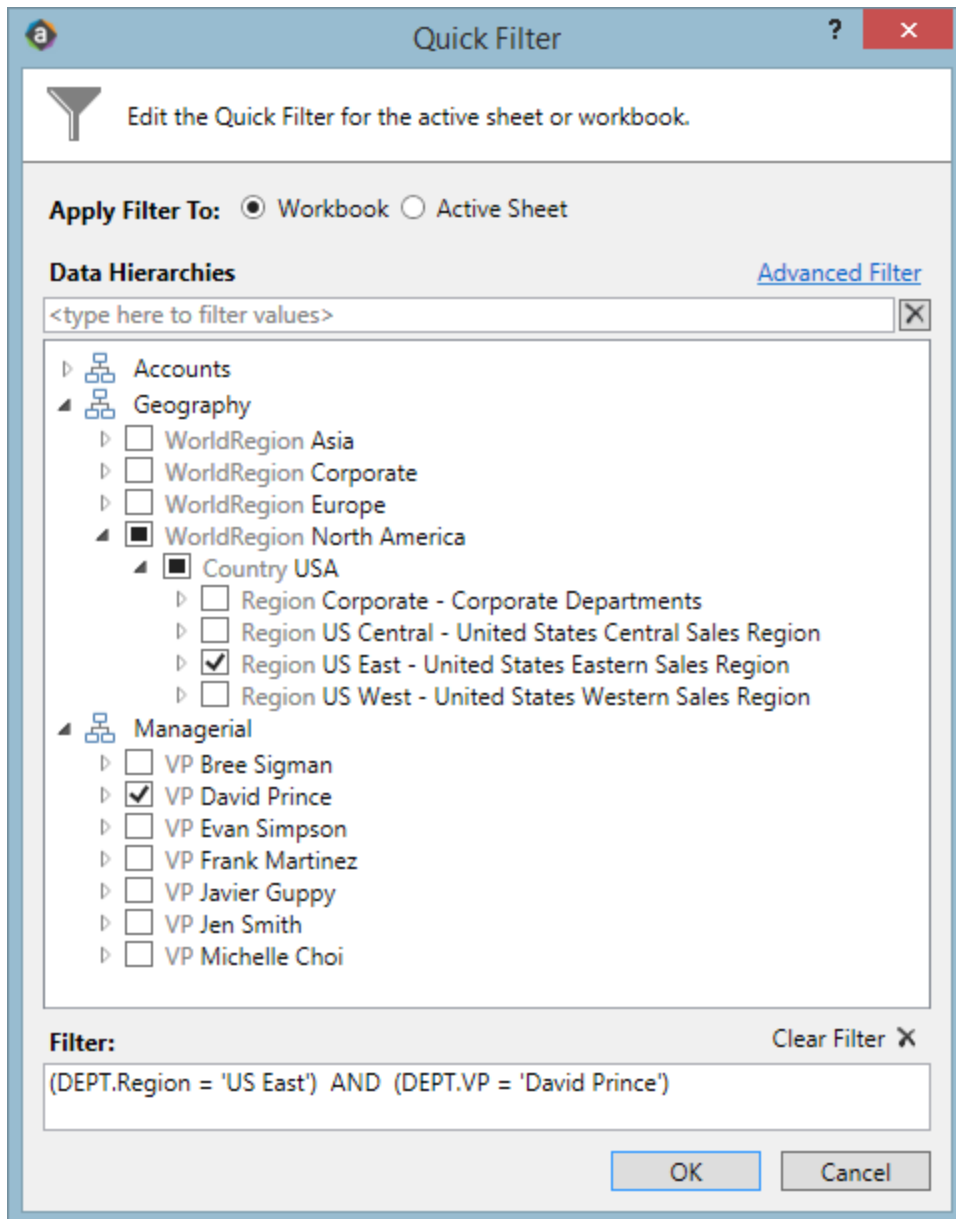 Quick Filter
?
Edit the Quick Filter for the active sheet or workbook.
Apply Filter To: Workbook Active Sheet
Data Hierarchies Advanced Filter
<type here to filter values>
Accounts
Geography
WorldRegion Asia
WorldRegion Corporate
WorldRegion Europe
WorldRegion North America
Country USA
Region Corporate - Corporate Departments
Region US Central - United States Central Sales Region
Region US East - United States Eastern Sales Region
Region US West - United States Western Sales Region
Managerial
VP Bree Sigman
VP David Prince
VP Evan Simpson
VP Frank Martinez
VP Javier Guppy
VP Jen Smith
VP Michelle Choi
Filter: Clear Filter
(DEPT.Region = 'US East')  AND  (DEPT.VP = 'David Prince')
OK Cancel